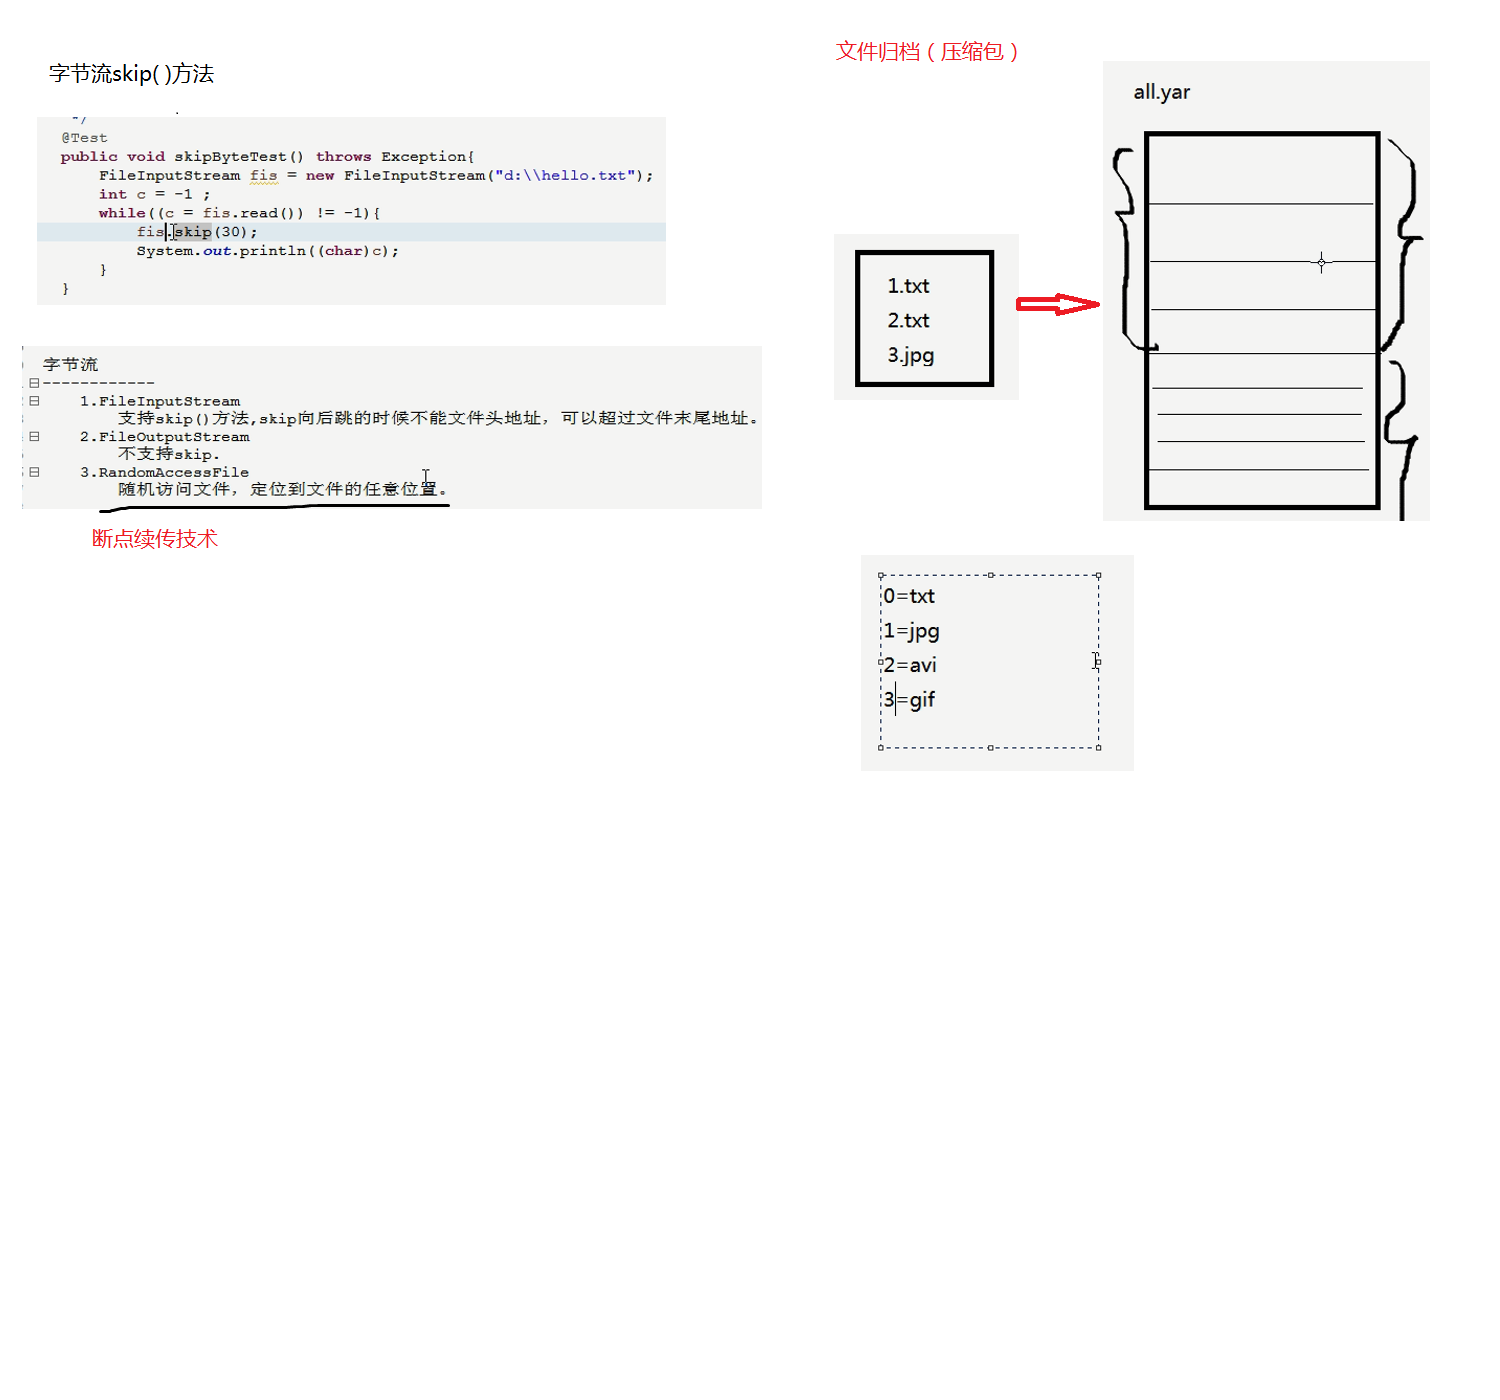 字节流skip( )方法
*/
@Test
public void skipByteTest() throws Exception{
FileInputStream fis = new FileInputStream("d:\\hello.txt");
int c = -1 ;
while((c = fis.read()) != -1){
fis.skip(30);
System.out.println((char)c);
}
}
字节流
------------
1.FileInputStream
支持skip()方法,skip向后跳的时候不能文件头地址，可以超过文件末尾地址。
2.FileOutputStream
不支持skip.
3.RandomAccessFile
随机访问文件，定位到文件的任意位置。
断点续传技术
文件归档（压缩包）
all.yar
1.txt
2.txt
3.jpg
0=txt
1=jpg
2=avi
3=gif